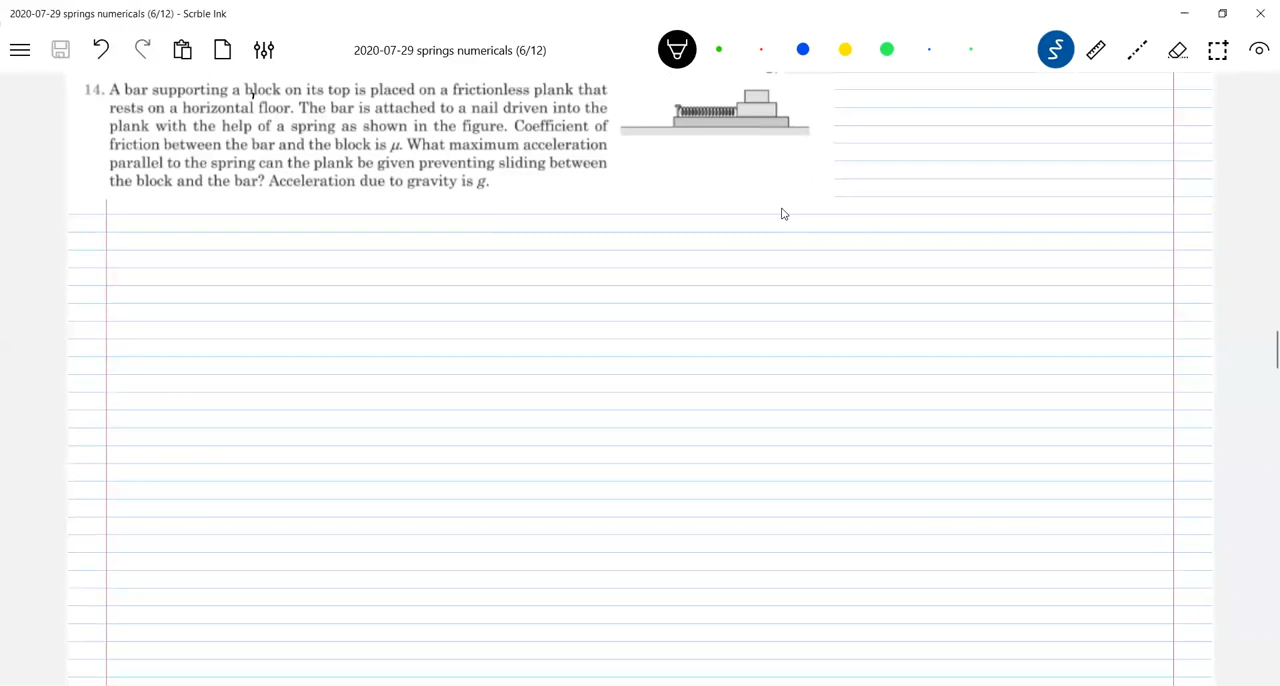 2020-07-29 springs numericals (6/12) - Scrble Ink
2020-07-29 springs numericals (6/12)
14. A bar supporting a block on its top is placed on a frictionless plank that
rests on a horizontal floor. The bar is attached to a nail driven into the
plank with the help of a spring as shown in the figure. Coefficient of
friction between the bar and the block is μ. What maximum acceleration
parallel to the spring can the plank be given preventing sliding between
the block and the bar? Acceleration due to gravity is g.